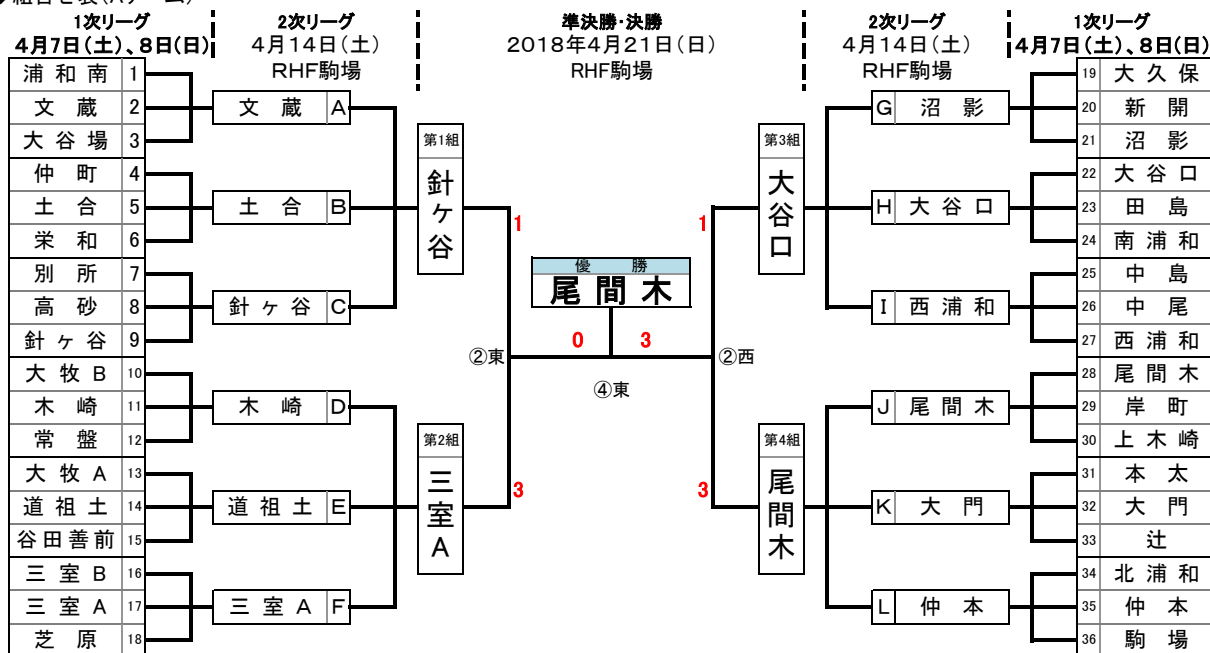 組合せ表(Aチーム)
1次リーグ
4月7日(土)、8日(日)
2次リーグ
4月14日(土)
RHF駒場
準決勝・決勝
2018年4月21日(日)
RHF駒場
2次リーグ
4月14日(土)
RHF駒場
1次リーグ
4月7日(土)、8日(日)
浦和南 1
文蔵 2
大谷場 3
仲町 4
土合 5
栄和 6
別所 7
高砂 8
針ヶ谷 9
大牧B 10
木崎 11
常盤 12
大牧A 13
道祖土 14
谷田善前 15
三室B 16
三室A 17
芝原 18
文蔵 A
土合 B
針ヶ谷 C
木崎 D
道祖土 E
三室A F
第1組
針ヶ谷
第2組
三室A
1
3
②東
優勝
尾間木
0 3
④東
1
3
②西
第3組
大谷口
第4組
尾間木
G 沼影
H 大谷口
I 西浦和
J 尾間木
K 大門
L 仲本
19 大久保
20 新開
21 沼影
22 大谷口
23 田島
24 南浦和
25 中島
26 中尾
27 西浦和
28 尾間木
29 岸町
30 上木崎
31 本太
32 大門
33 辻
34 北浦和
35 仲本
36 駒場